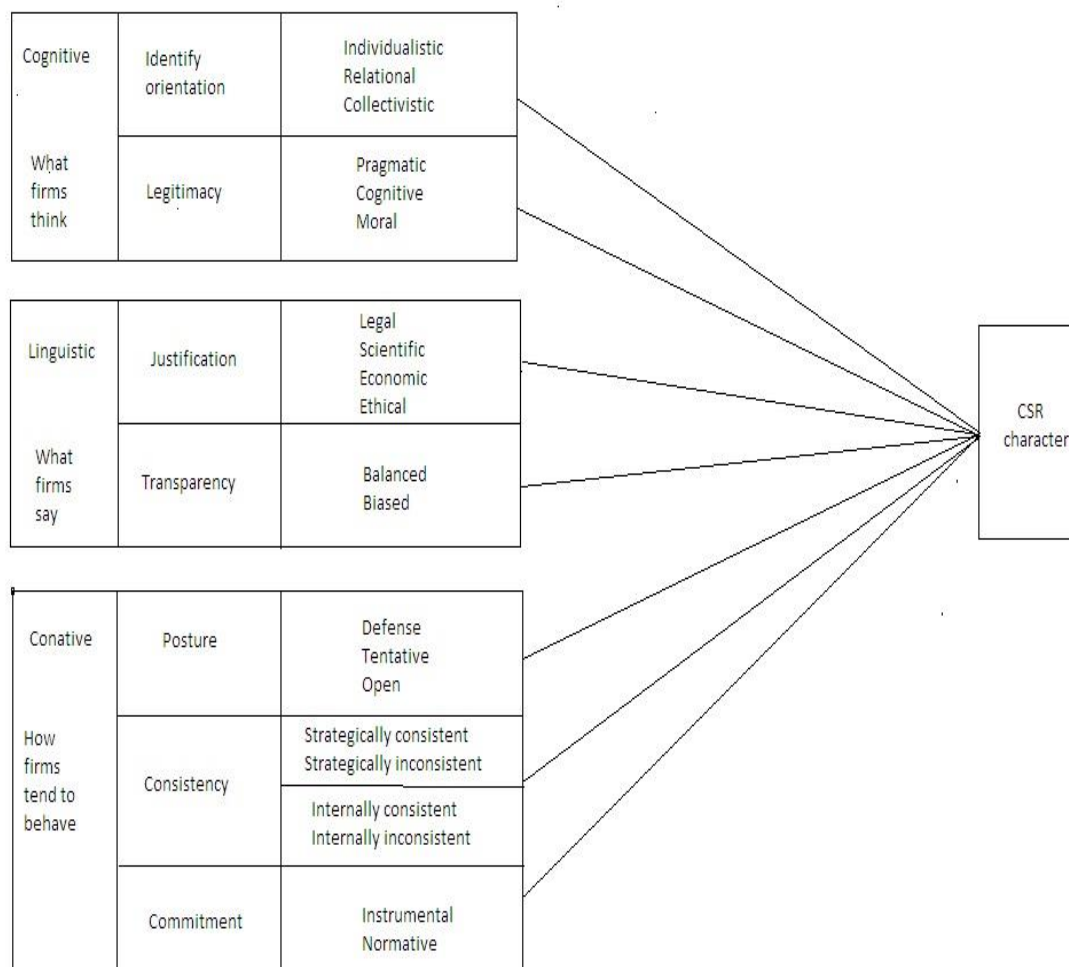 Cognitive
What
firms
think
Identify
orientation
Individualistic
Relational
Collectivistic
Legitimacy
Pragmatic
Cognitive
Moral
Linguistic
What
firms
say
Justification
Legal
Scientific
Economic
Ethical
Transparency
Balanced
Biased
Conative
How
firms
tend to
behave
Posture
Defense
Tentative
Open
Consistency
Strategically consistent
Strategically inconsistent
Internally consistent
Internally inconsistent
Commitment
Instrumental
Normative
CSR
character